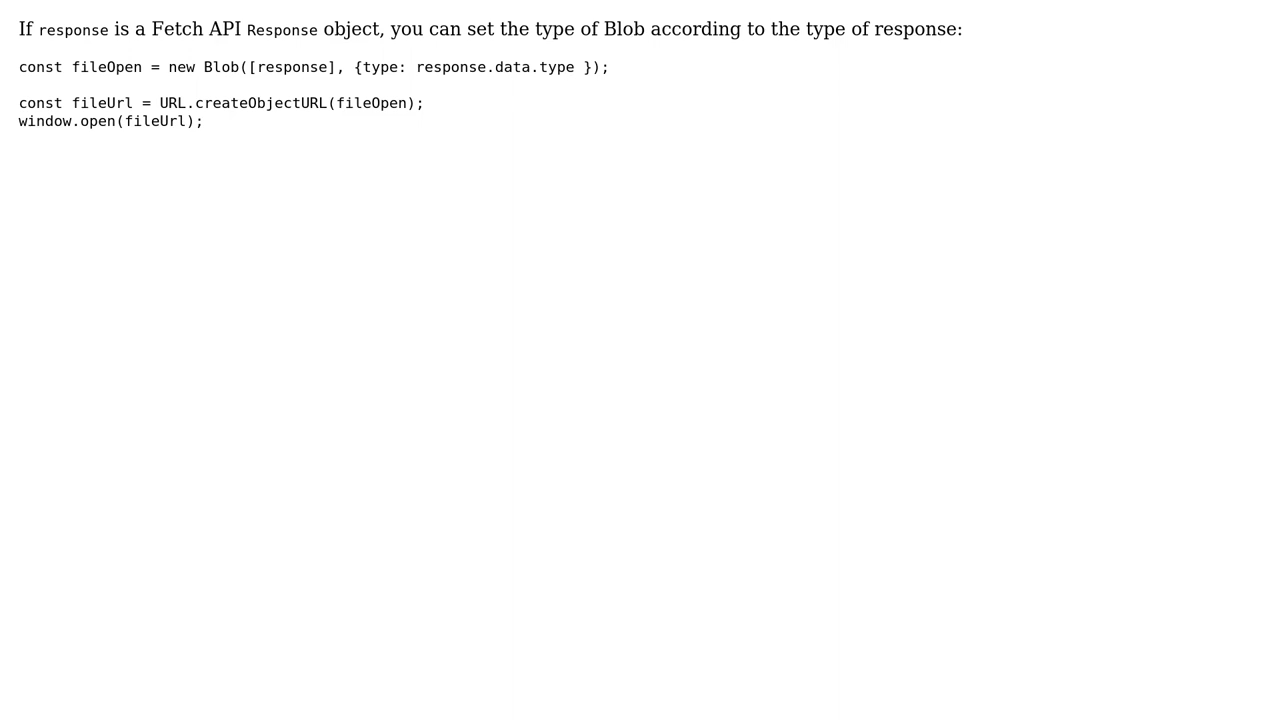 If response is a Fetch API Response object, you can set the type of Blob according to the type of response:
const fileOpen = new Blob([response], {type: response.data.type });
const fileUrl = URL.createObjectURL(fileOpen);
window.open(fileUrl);